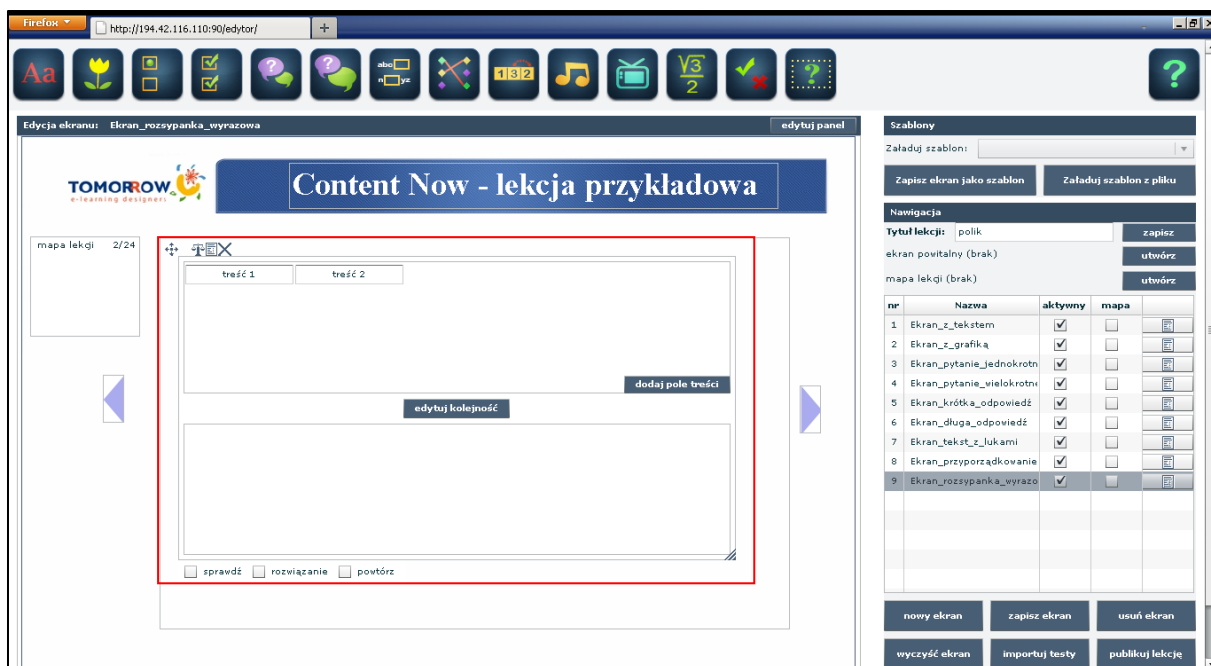 Firefox
http://194.42.116.110:90/edytor/
+
Aa
abc
n yz
1 3 2
√3
2
?
?
Edycja ekranu: Ekran_rozsypanka_wyrazowa
edytuj panel
TOMORROW
e-learning designers
Content Now - lekcja przykładowa
mapa lekcji 2/24
treść 1 treść 2
dodaj pole treści
edytuj kolejność
sprawdź rozwiązanie powtórz
Szablony
Załaduj szablon:
Zapisz ekran jako szablon Załaduj szablon z pliku
Nawigacja
Tytuł lekcji: polik zapisz
ekran powitalny (brak) utwórz
mapa lekcji (brak) utwórz
nr Nazwa aktywny mapa
1 Ekran_z_tekstem
2 Ekran_z_grafiką
3 Ekran_pytanie_jednokrotn
4 Ekran_pytanie_wielokrotne
5 Ekran_krótka_odpowiedź
6 Ekran_długa_odpowiedź
7 Ekran_tekst_z_lukami
8 Ekran_przyporządkowanie
9 Ekran_rozsypanka_wyrazo
nowy ekran zapisz ekran usuń ekran
wyczyść ekran importuj testy publikuj lekcję